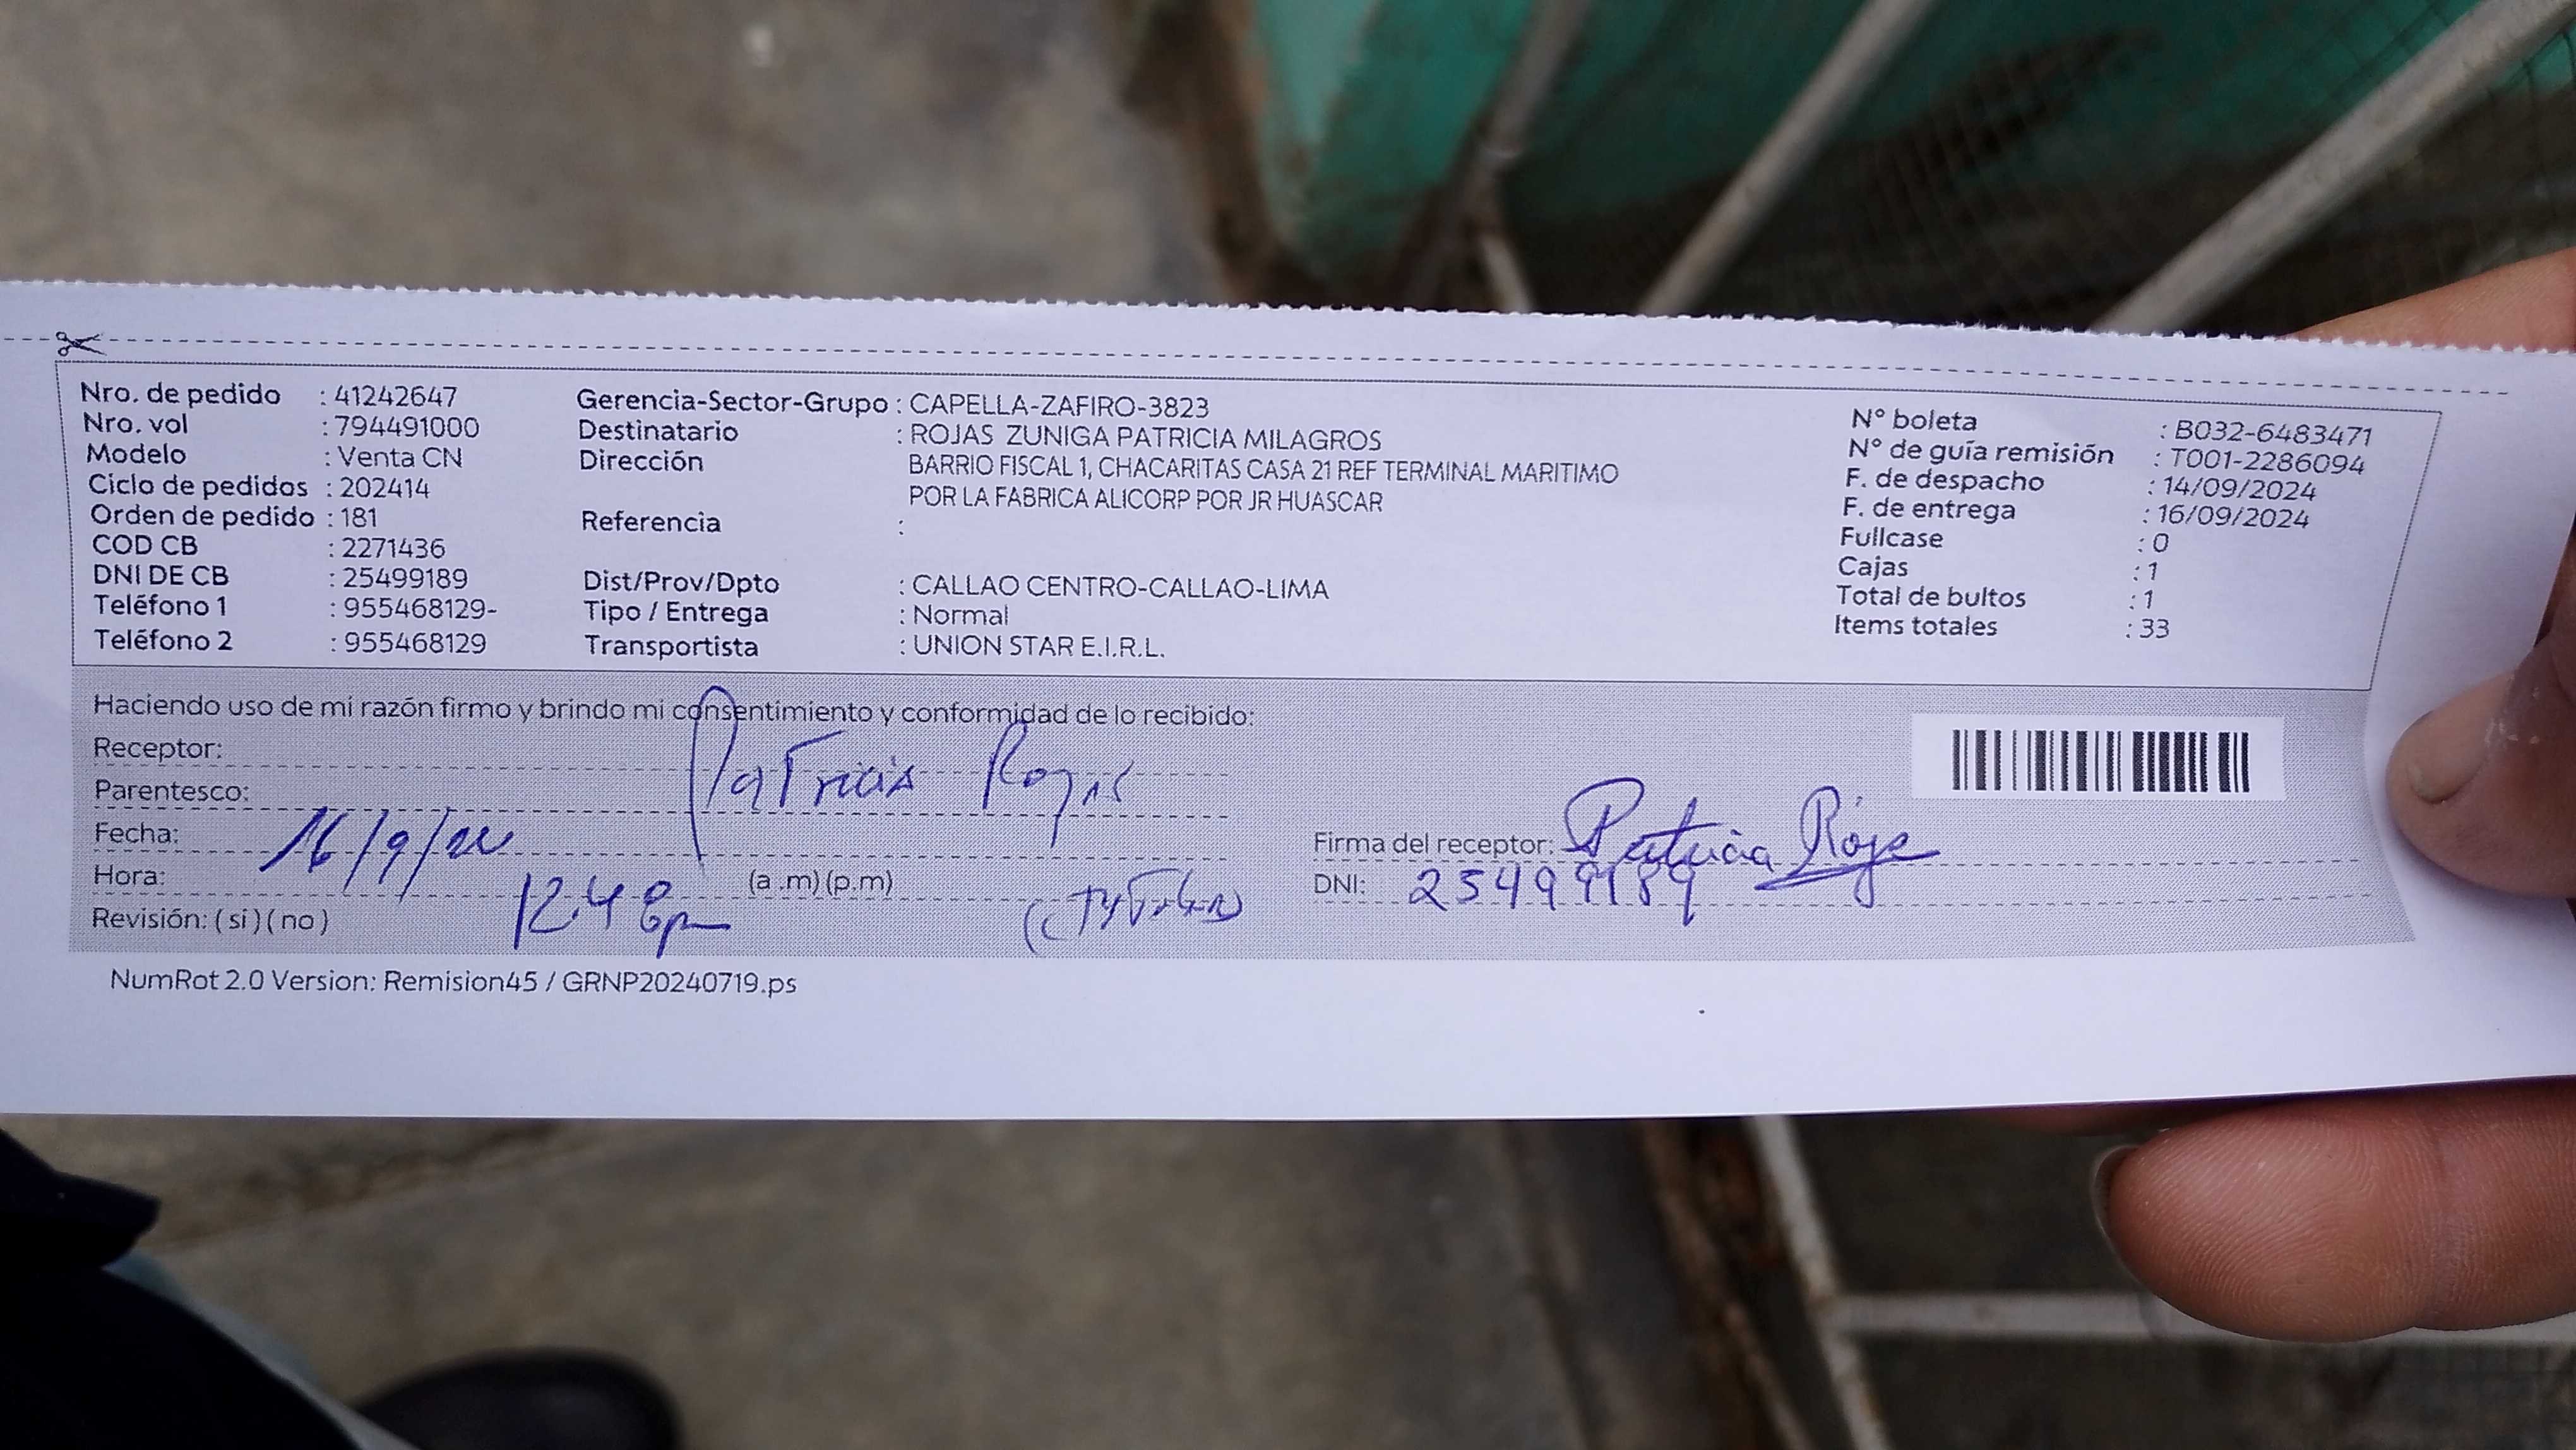 Nro. de pedido : 41242647
Nro. vol : 794491000
Modelo : Venta CN
Ciclo de pedidos : 202414
Orden de pedido : 181
COD CB : 2271436
DNI DE CB : 25499189
Teléfono 1 : 955468129-
Teléfono 2 : 955468129
Gerencia-Sector-Grupo : CAPELLA-ZAFIRO-3823
Destinatario : ROJAS ZUNIGA PATRICIA MILAGROS
Dirección BARRIO FISCAL 1, CHACARITAS CASA 21 REF TERMINAL MARITIMO
POR LA FABRICA ALICORP POR JR HUASCAR
Referencia :
Dist/Prov/Dpto : CALLAO CENTRO-CALLAO-LIMA
Tipo / Entrega : Normal
Transportista : UNION STAR E.I.R.L.
N° boleta : B032-6483471
N° de guía remisión : T001-2286094
F. de despacho : 14/09/2024
F. de entrega : 16/09/2024
Fullcase : 0
Cajas : 1
Total de bultos : 1
Items totales : 33
Haciendo uso de mi razón firmo y brindo mi consentimiento y conformidad de lo recibido:
Receptor: Patricia Rojas
Parentesco:
Fecha: 16/9/24
Hora: 12:48pm (a .m) (p.m)
Revisión: ( si ) ( no )
Firma del receptor: Patricia Rojas
DNI: 25499189
NumRot 2.0 Version: Remision45 / GRNP20240719.ps